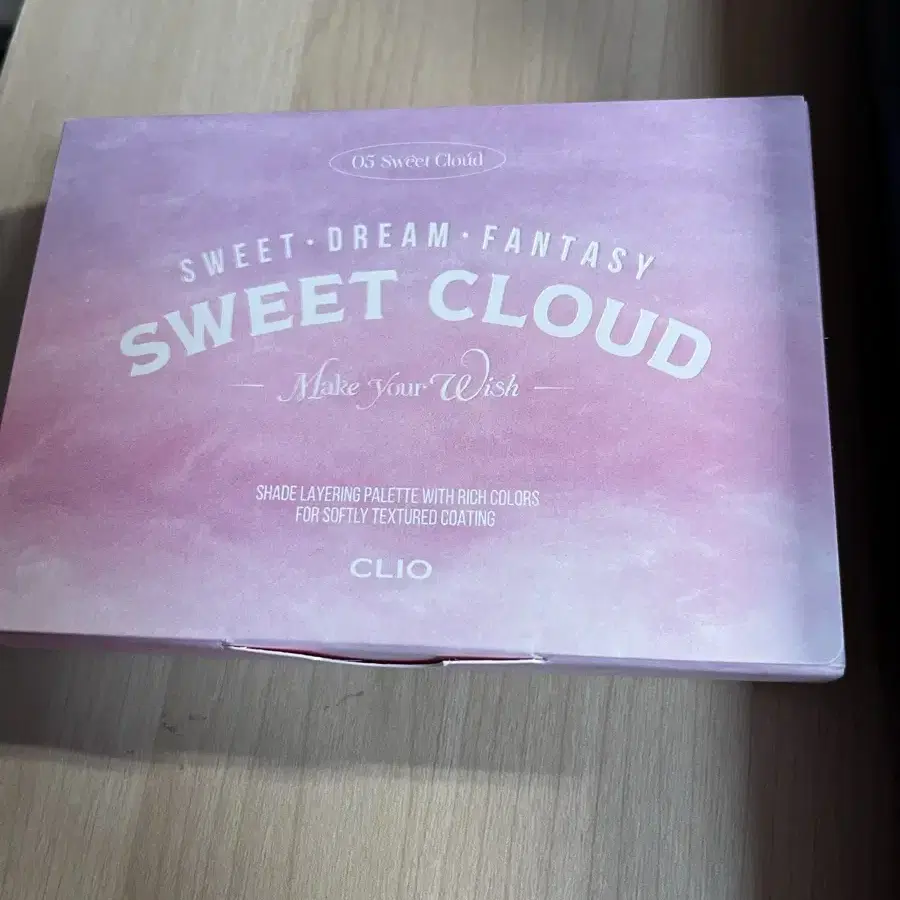 05 Sweet Cloud
SWEET · DREAM · FANTASY
SWEET CLOUD
Make your Wish
SHADE LAYERING PALETTE WITH RICH COLORS
FOR SOFTLY TEXTURED COATING
CLIO